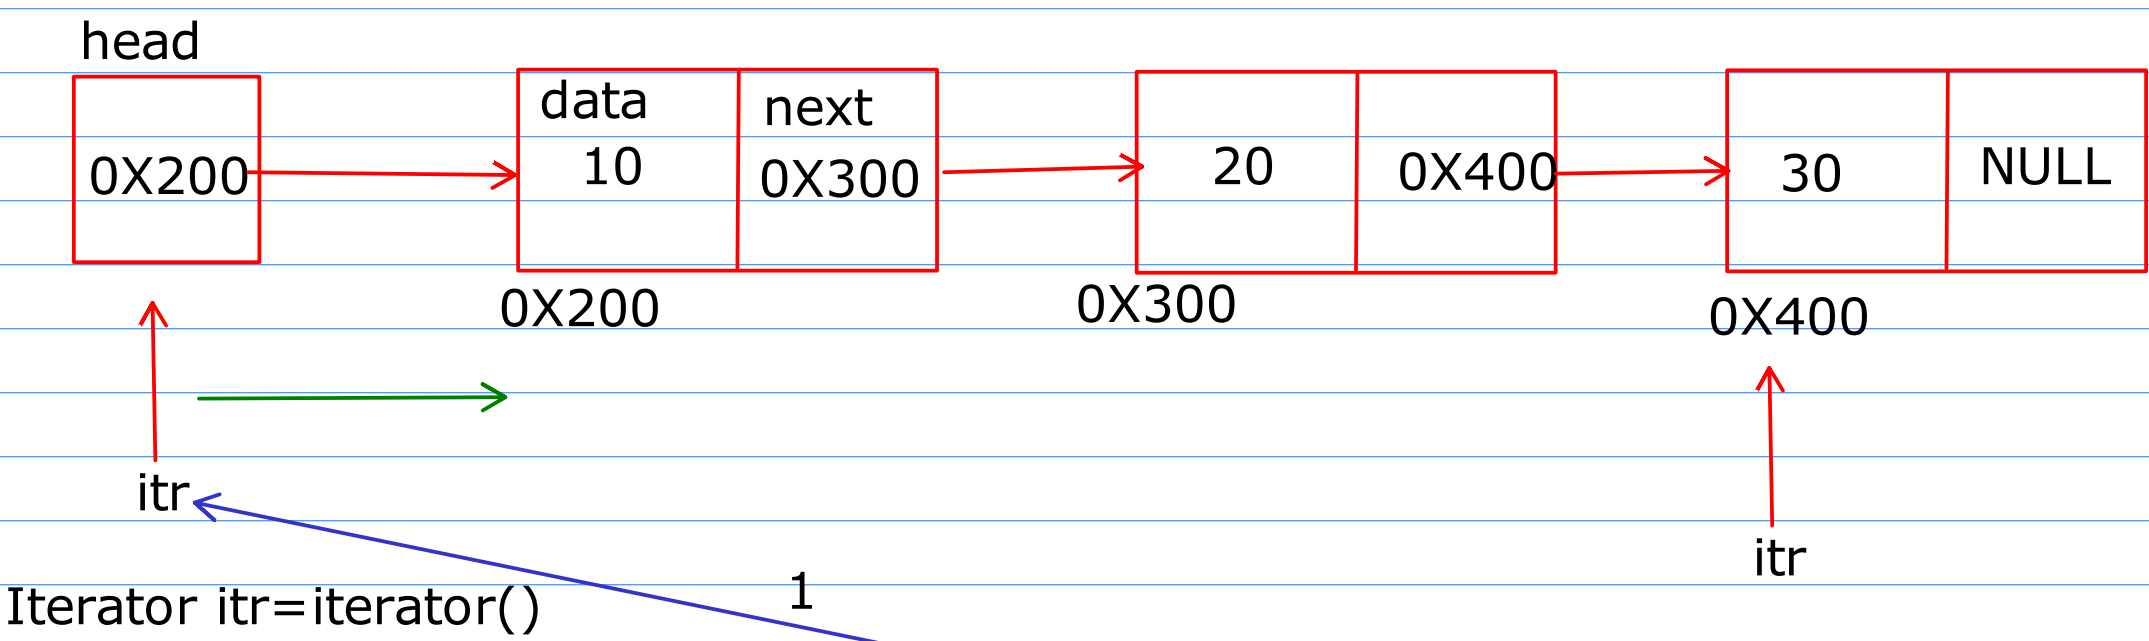 head
data next
0X200 10 0X300 20 0X400 30 NULL
0X200 0X300 0X400
itr
itr
1
Iterator itr=iterator()